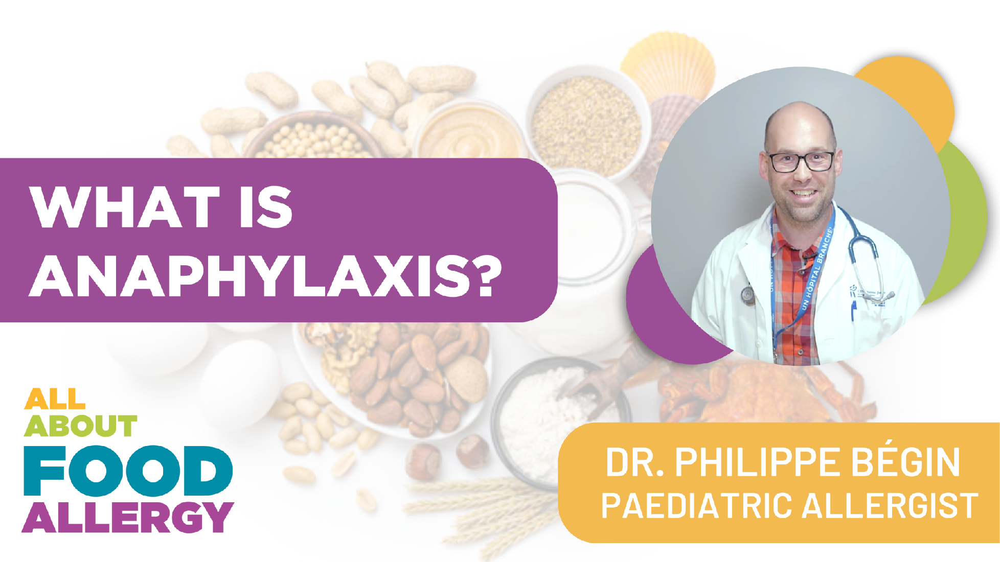 WHAT IS
ANAPHYLAXIS?
UN HÔPITAL BRANCHÉ
ALL
ABOUT
FOOD
ALLERGY
DR. PHILIPPE BÉGIN
PAEDIATRIC ALLERGIST